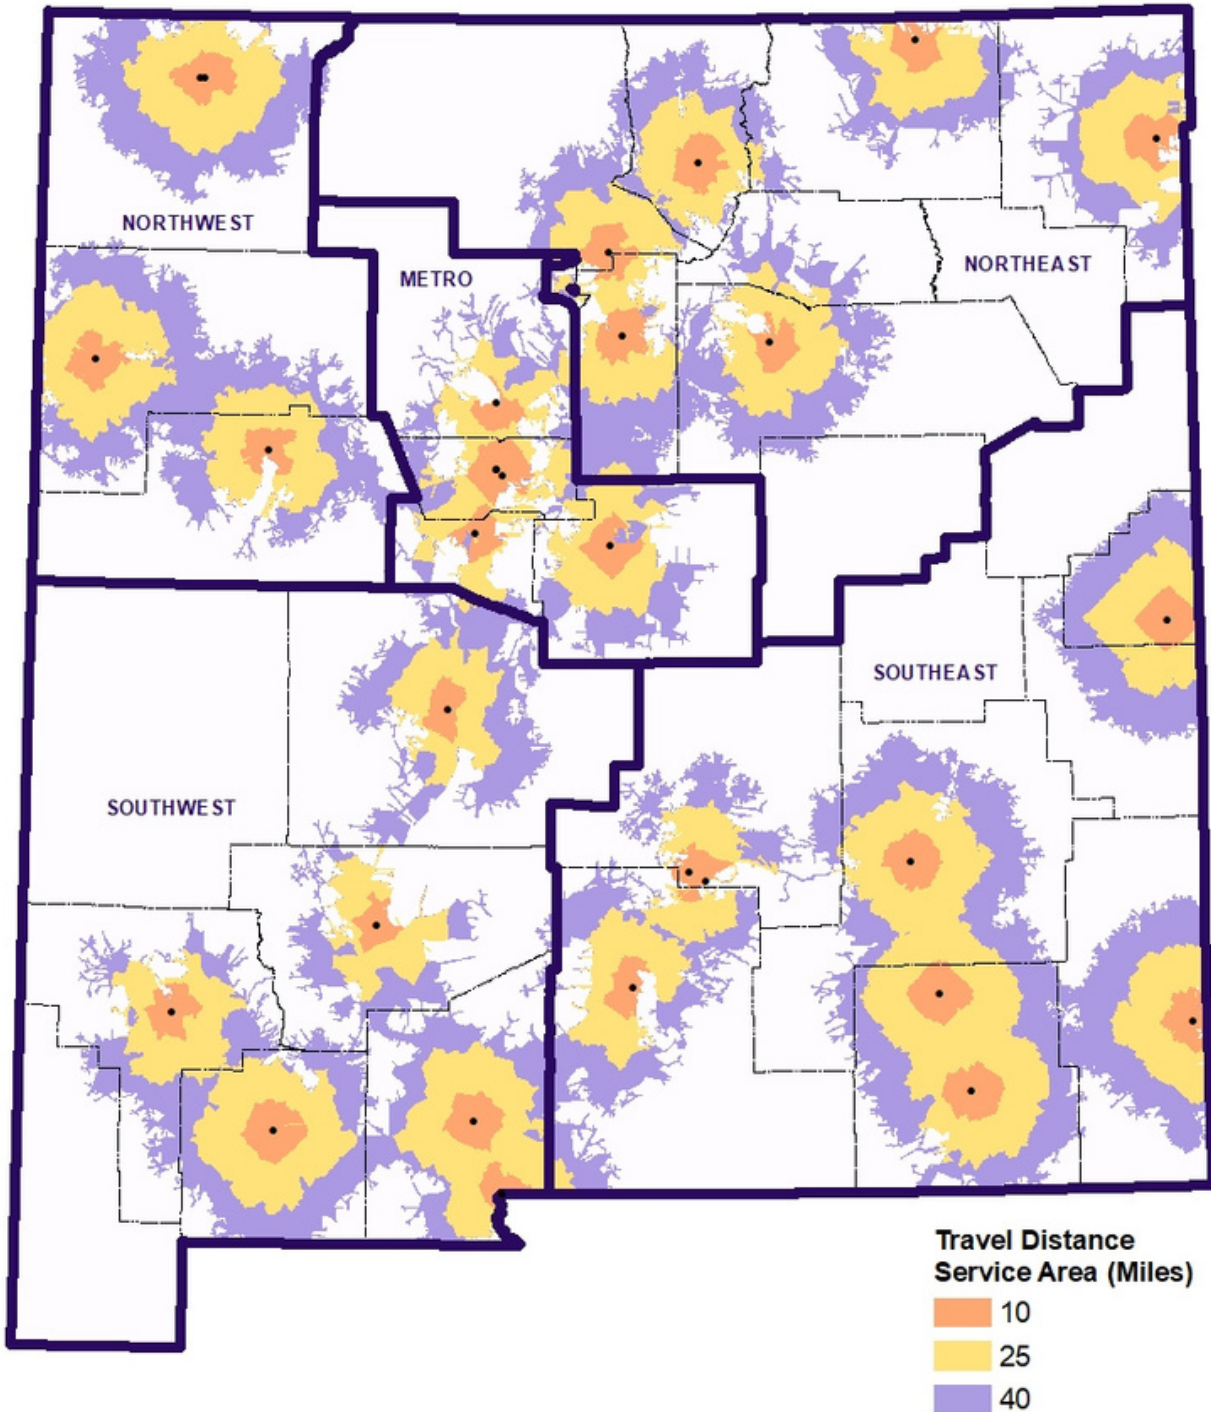 NORTHWEST
METRO
NORTHEAST
SOUTHEAST
SOUTHWEST
Travel Distance
Service Area (Miles)
10
25
40